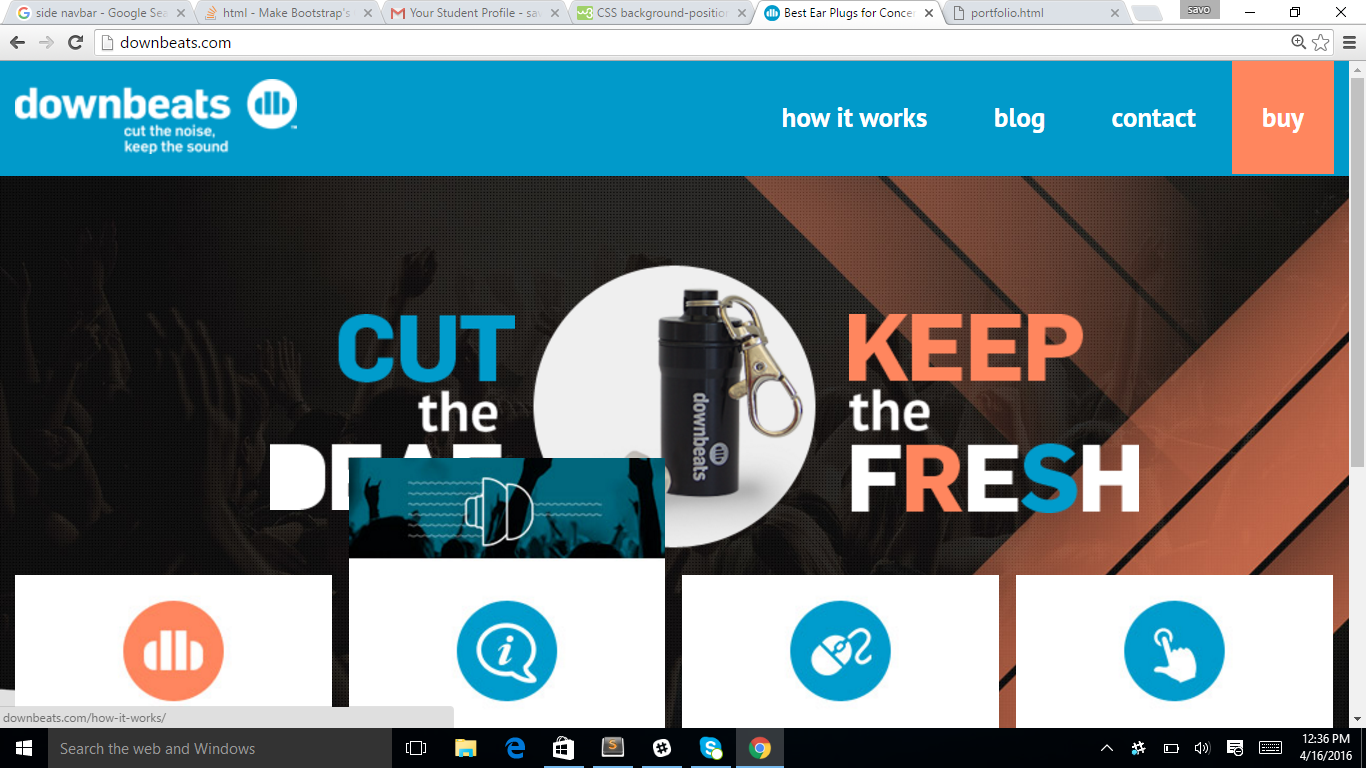 side navbar - Google Sea
html - Make Bootstrap's
Your Student Profile - sav
CSS background-position
Best Ear Plugs for Concer
portfolio.html
savo
downbeats.com
downbeats
cut the noise,
keep the sound
how it works
blog
contact
buy
CUT
the
KEEP
the
FRESH
downbeats
downbeats.com/how-it-works/
Search the web and Windows
12:36 PM
4/16/2016